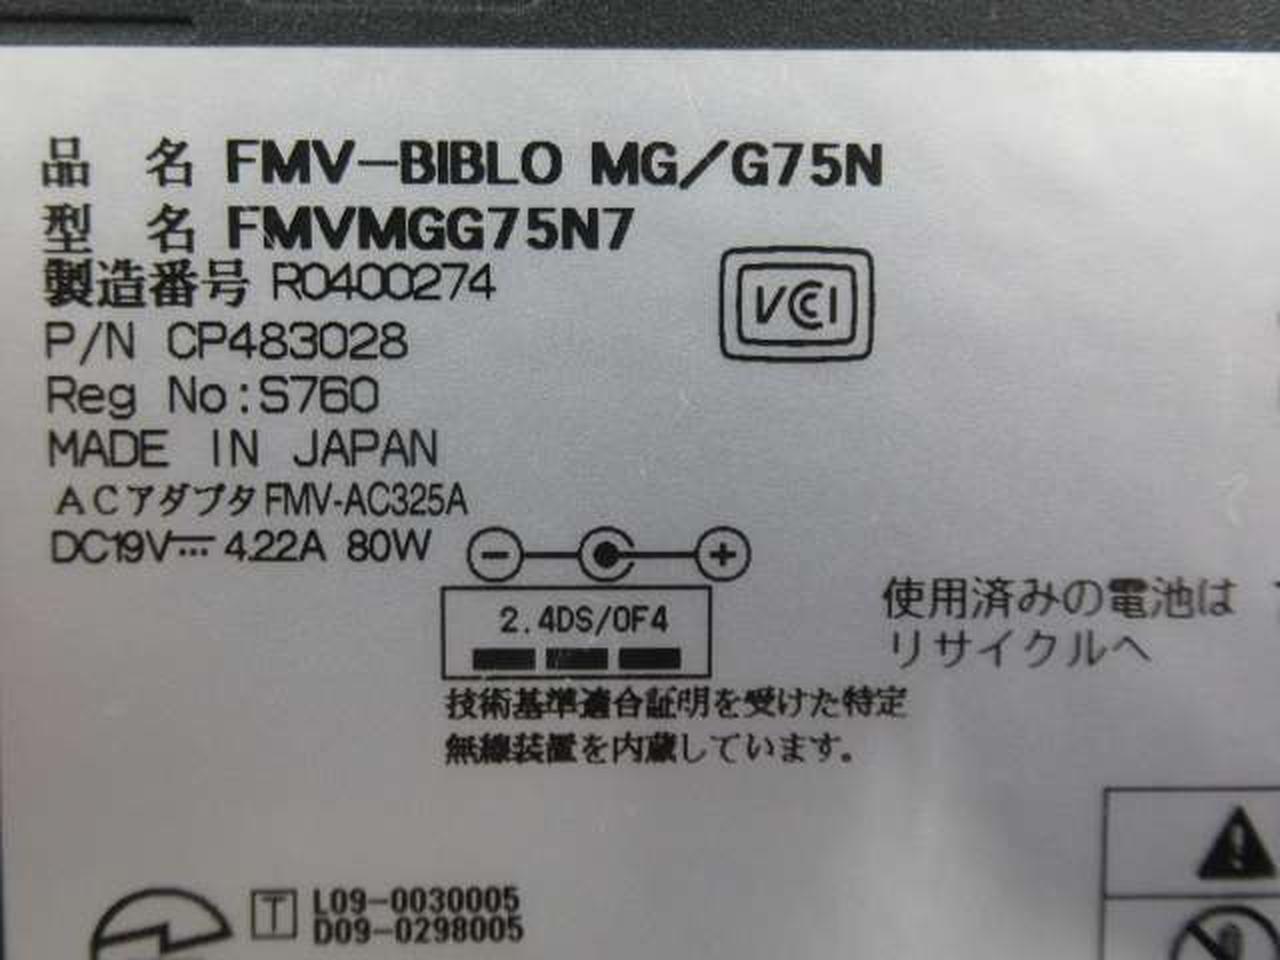 品 名 FMV-BIBLO MG/G75N
型 名 FMVMGG75N7
製造番号 R0400274
P/N CP483028
Reg No:S760
MADE IN JAPAN
VCCI
ACアダプタ FMV-AC325A
DC19V⎓ 4.22A 80W
2.4DS/OF4
使用済みの電池は
リサイクルへ
技術基準適合証明を受けた特定
無線装置を内蔵しています。
T L09-0030005
D09-0298005